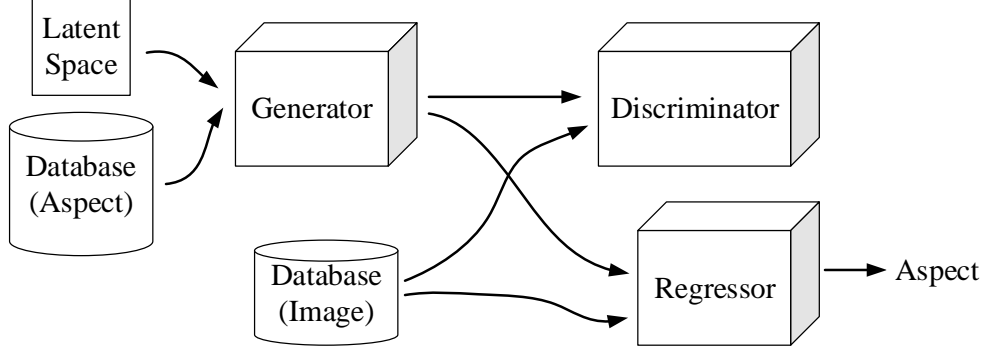 Latent
Space
Generator
Discriminator
Database
(Aspect)
Database
(Image)
Regressor
Aspect